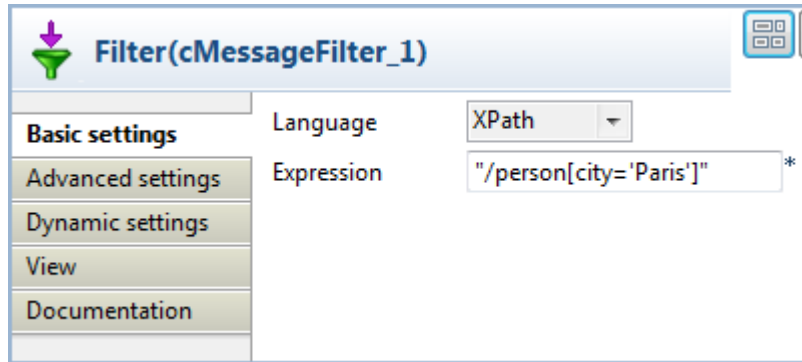 Filter(cMessageFilter_1)
Basic settings
Advanced settings
Dynamic settings
View
Documentation
Language XPath
Expression "/person[city='Paris']" *